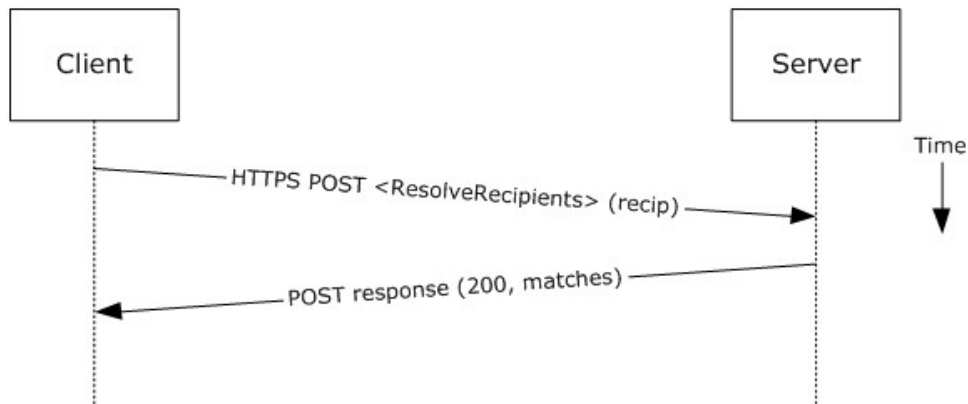 Client
Server
Time
HTTPS POST <ResolveRecipients> (recip)
POST response (200, matches)